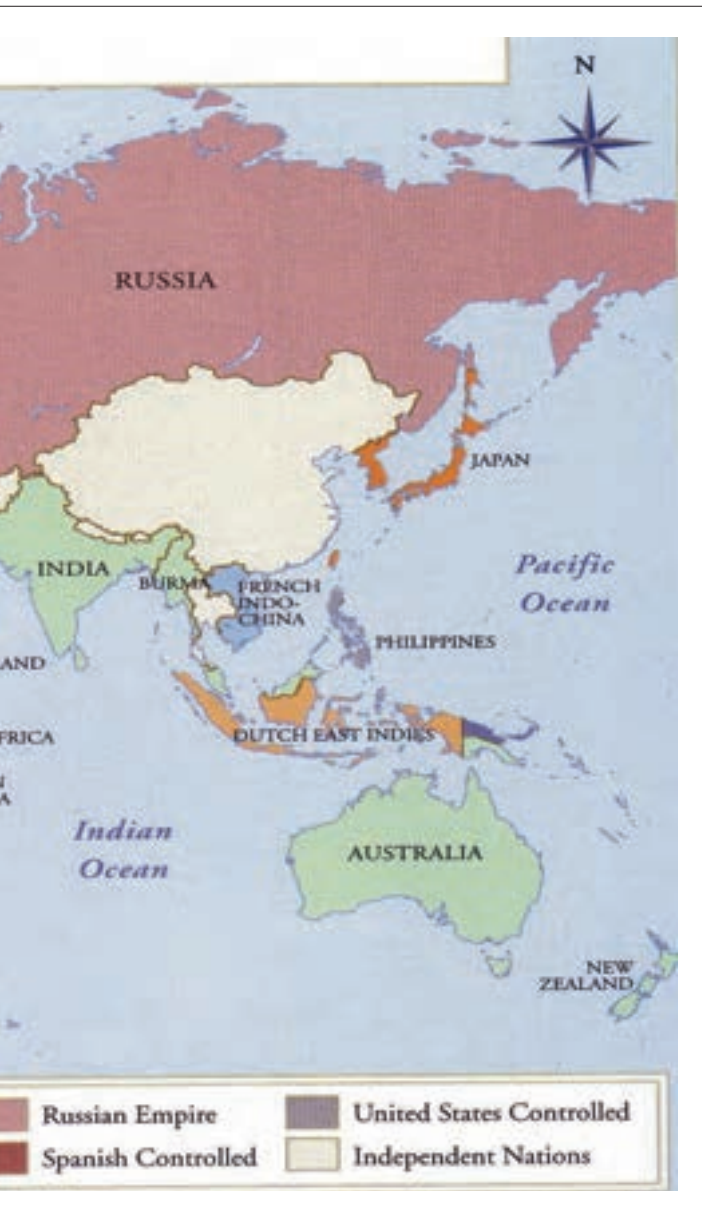 N
RUSSIA
JAPAN
INDIA
BURMA
FRENCH
INDO-
CHINA
Pacific
Ocean
PHILIPPINES
AND
FRICA
DUTCH EAST INDIES
N
A
Indian
Ocean
AUSTRALIA
NEW
ZEALAND
Russian Empire
United States Controlled
Spanish Controlled
Independent Nations